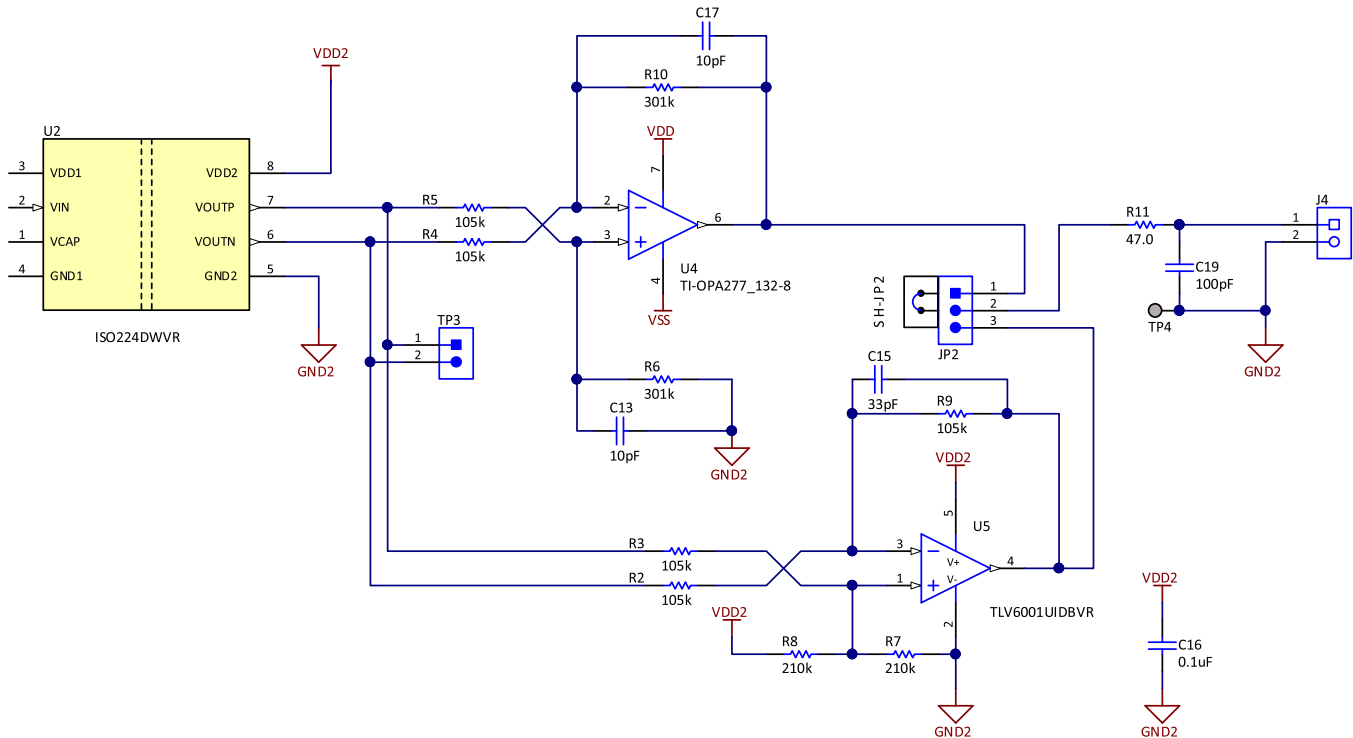 C17
10pF
VDD2
R10
301k
U2
VDD
3
VDD1
VDD2
8
7
2
VIN
VOUTP
7
R5
105k
2
6
1
VCAP
VOUTN
6
R4
105k
3
4
GND1
GND2
5
4
U4
TI-OPA277_132-8
VSS
ISO224DWVR
GND2
TP3
1
2
R11
47.0
C19
100pF
J4
1
2
TP4
GND2
SH-JP2
1
2
3
JP2
R6
301k
C13
10pF
GND2
C15
33pF
R9
105k
VDD2
5
U5
R3
105k
3
V+
4
R2
105k
1
V-
TLV6001UIDBVR
VDD2
2
R8
210k
R7
210k
GND2
VDD2
C16
0.1uF
GND2